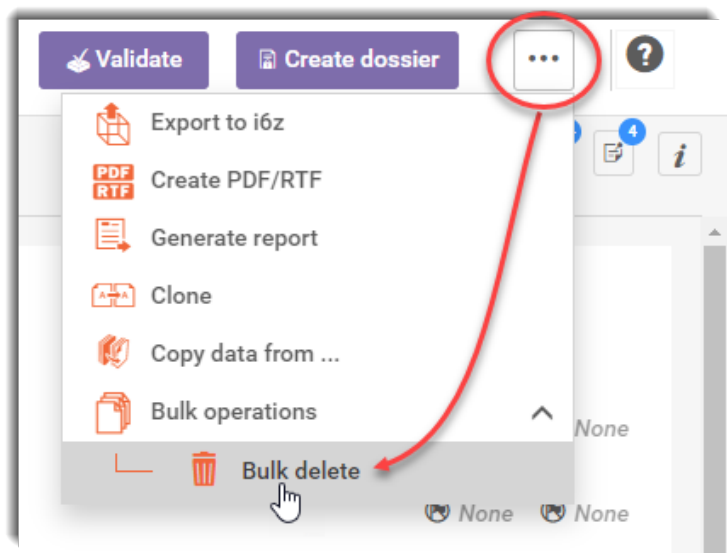 Validate
Create dossier
...
?
Export to i6z
4
i
PDF
RTF
Create PDF/RTF
Generate report
A A
Clone
Copy data from ...
Bulk operations
None
Bulk delete
None None